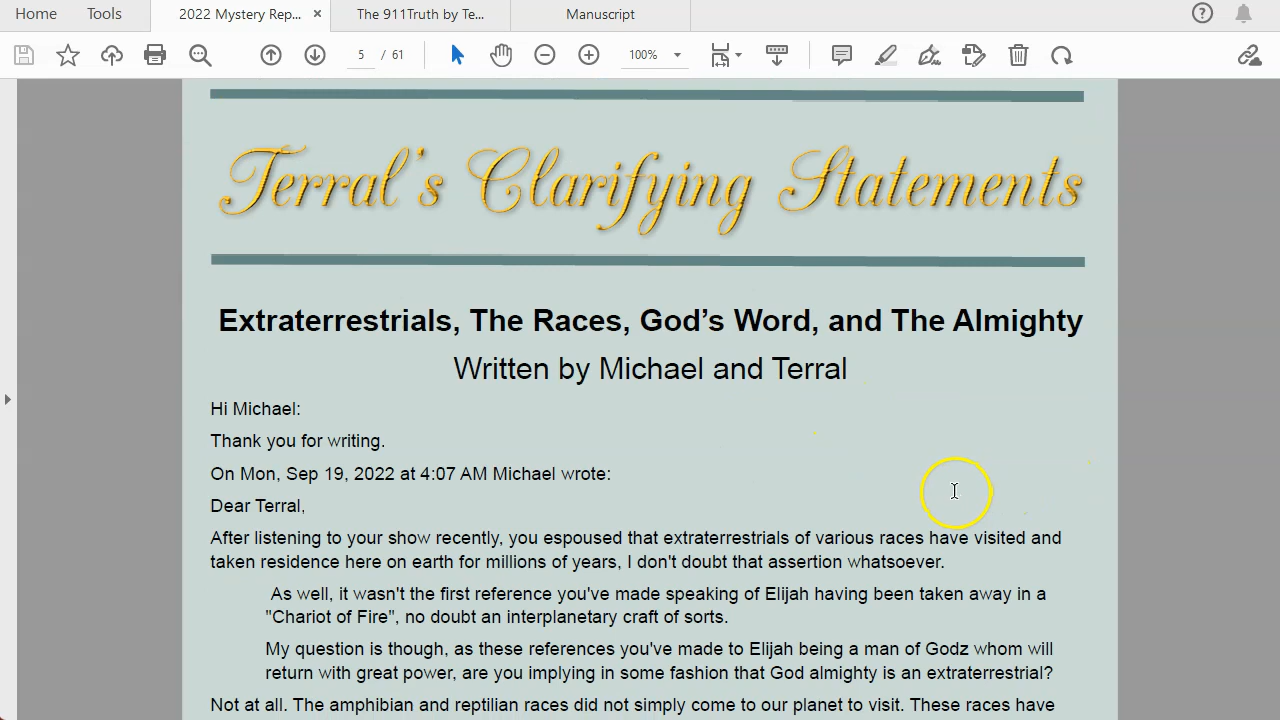 Home Tools 2022 Mystery Rep... × The 911Truth by Te... Manuscript
5 / 61 100%
Terral's Clarifying Statements
Extraterrestrials, The Races, God’s Word, and The Almighty
Written by Michael and Terral
Hi Michael:
Thank you for writing.
On Mon, Sep 19, 2022 at 4:07 AM Michael wrote:
Dear Terral,
After listening to your show recently, you espoused that extraterrestrials of various races have visited and
taken residence here on earth for millions of years, I don't doubt that assertion whatsoever.
As well, it wasn't the first reference you've made speaking of Elijah having been taken away in a
"Chariot of Fire", no doubt an interplanetary craft of sorts.
My question is though, as these references you've made to Elijah being a man of Godz whom will
return with great power, are you implying in some fashion that God almighty is an extraterrestrial?
Not at all. The amphibian and reptilian races did not simply come to our planet to visit. These races have